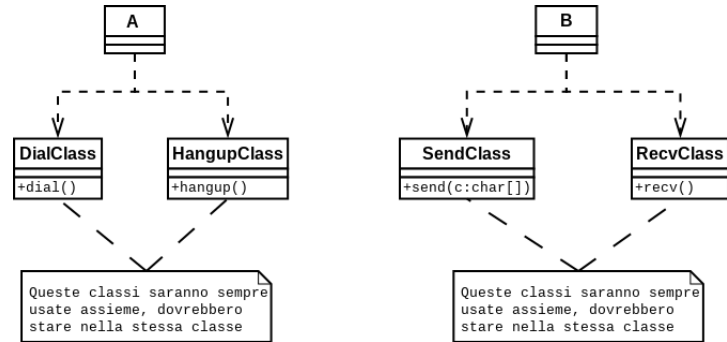 A
B
DialClass
+dial()
HangupClass
+hangup()
SendClass
+send(c:char[])
RecvClass
+recv()
Queste classi saranno sempre
usate assieme, dovrebbero
stare nella stessa classe
Queste classi saranno sempre
usate assieme, dovrebbero
stare nella stessa classe